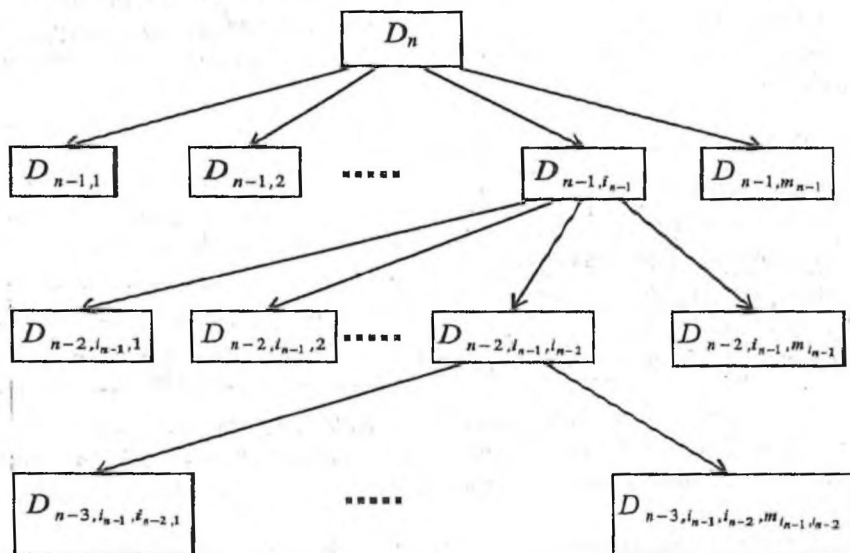 D_n
D_{n-1,1} D_{n-1,2} ..... D_{n-1,i_{n-1}} D_{n-1,m_{n-1}}
D_{n-2,i_{n-1},1} D_{n-2,i_{n-1},2} ..... D_{n-2,i_{n-1},i_{n-2}} D_{n-2,i_{n-1},m_{i_{n-1}}}
D_{n-3,i_{n-1},i_{n-2},1} ..... D_{n-3,i_{n-1},i_{n-2},m_{i_{n-1},i_{n-2}}}